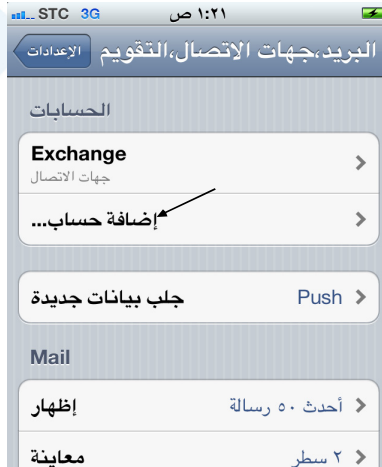 STC 3G ١:٢١ ص
الإعدادات البريد،جهات الاتصال،التقويم
الحسابات
Exchange
جهات الاتصال
إضافة حساب...
جلب بيانات جديدة Push
Mail
إظهار أحدث ٥٠ رسالة
معاينة ٢ سطر